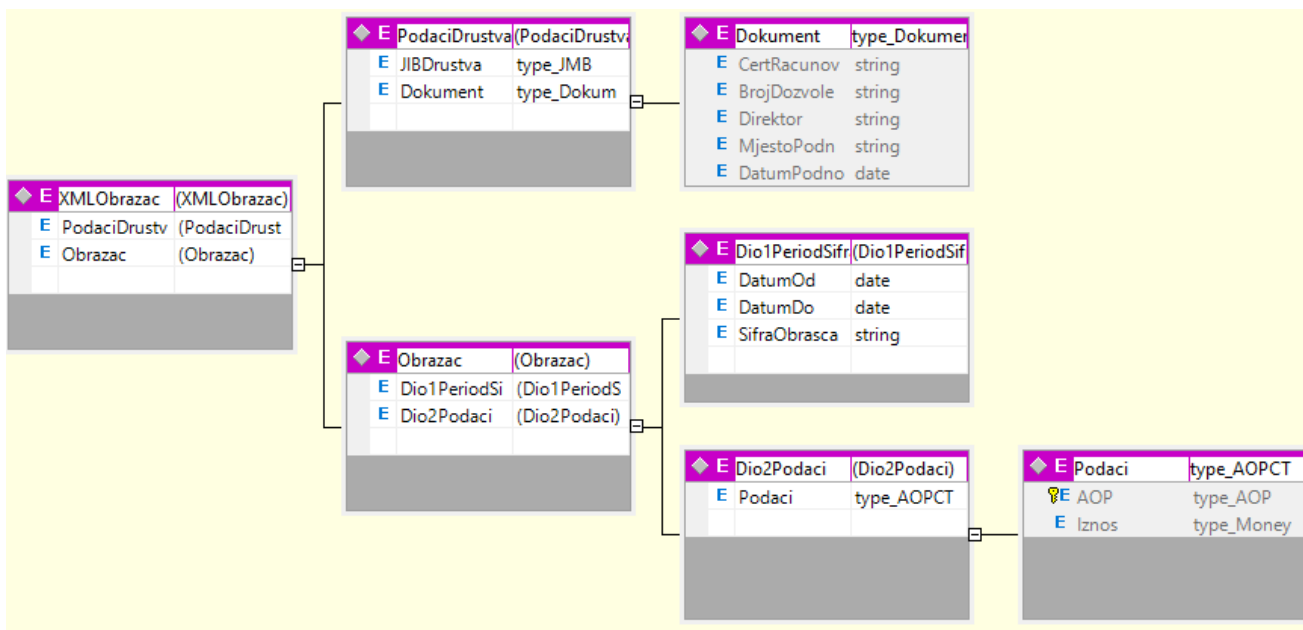 E XMLObrazac (XMLObrazac)
E PodaciDrustv (PodaciDrust
E Obrazac (Obrazac)
E PodaciDrustva (PodaciDrustva
E JIBDrustva type_JMB
E Dokument type_Dokum
E Dokument type_Dokumen
E CertRacunov string
E BrojDozvole string
E Direktor string
E MjestoPodn string
E DatumPodno date
E Obrazac (Obrazac)
E Dio1PeriodSi (Dio1PeriodS
E Dio2Podaci (Dio2Podaci)
E Dio1PeriodSifr (Dio1PeriodSif
E DatumOd date
E DatumDo date
E SifraObrasca string
E Dio2Podaci (Dio2Podaci)
E Podaci type_AOPCT
E Podaci type_AOPCT
E AOP type_AOP
E Iznos type_Money